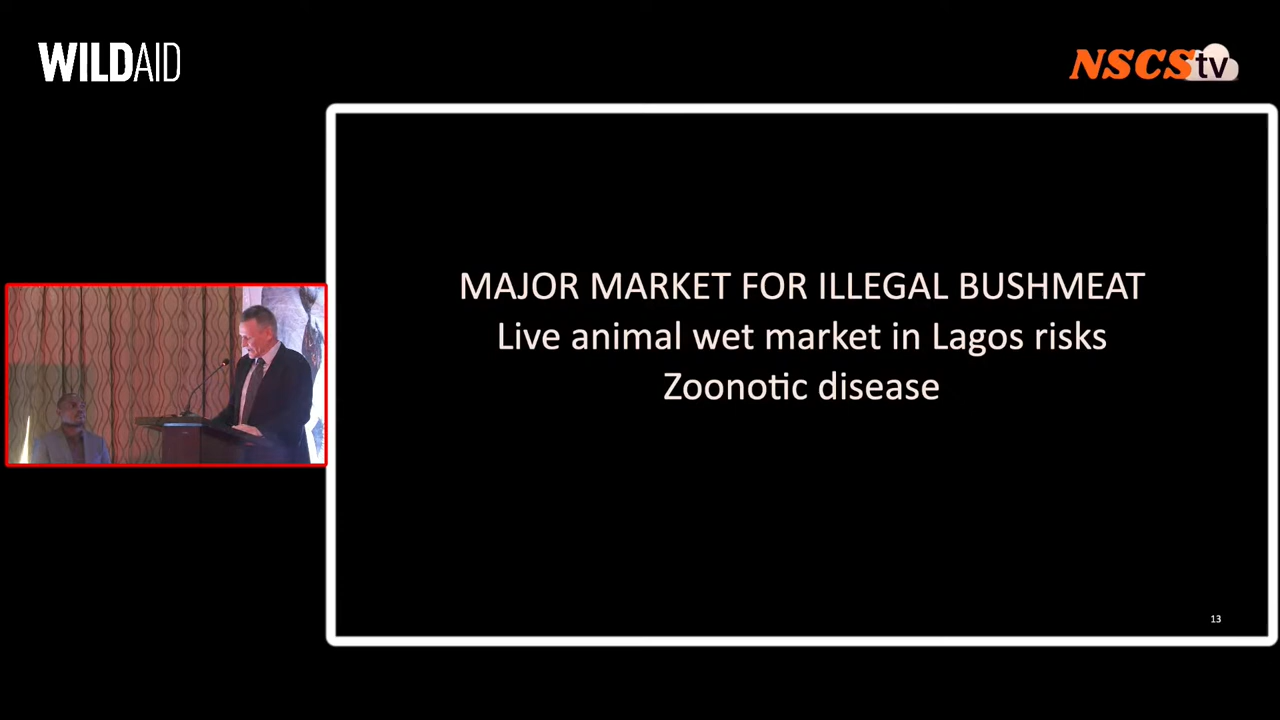 WILDAID
NSCStv
MAJOR MARKET FOR ILLEGAL BUSHMEAT
Live animal wet market in Lagos risks
Zoonotic disease
13